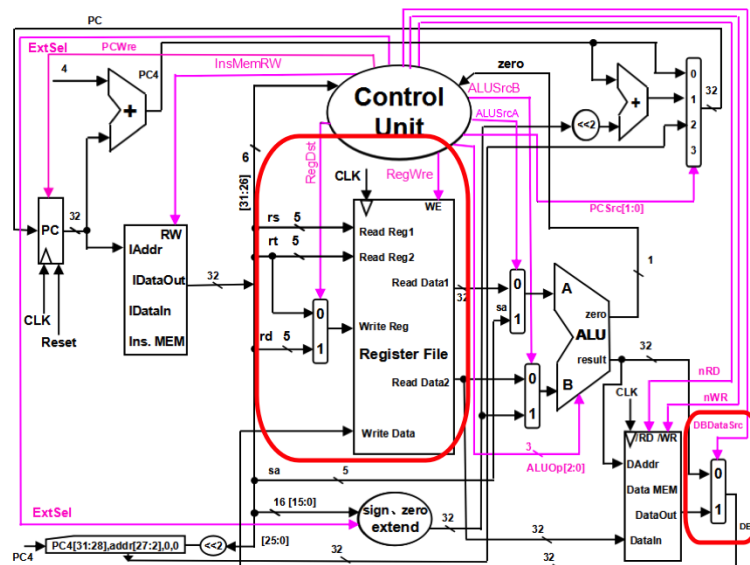 PC
ExtSel
PCWre
InsMemRW
4
PC4
+
zero
ALUSrcB
ALUSrcA
Control
Unit
<<2
+
0
1
2
3
32
6
[31:26]
RegDst
CLK
RegWre
PCSrc[1:0]
PC
32
RW
IAddr
IDataOut
IDataIn
Ins. MEM
CLK
Reset
32
rs
5
rt
5
rd
5
0
1
WE
Read Reg1
Read Reg2
Read Data1
Write Reg
Register File
Read Data2
Write Data
32
sa
0
1
0
1
A
B
zero
ALU
result
1
32
nRD
nWR
CLK
3
ALUOp[2:0]
/RD /WR
DAddr
Data MEM
DataOut
DataIn
DBDataSrc
0
1
DB
sa
5
ExtSel
16 [15:0]
sign、zero
extend
32
32
PC4
PC4[31:28],addr[27:2],0,0
<<2
[25:0]
32
32